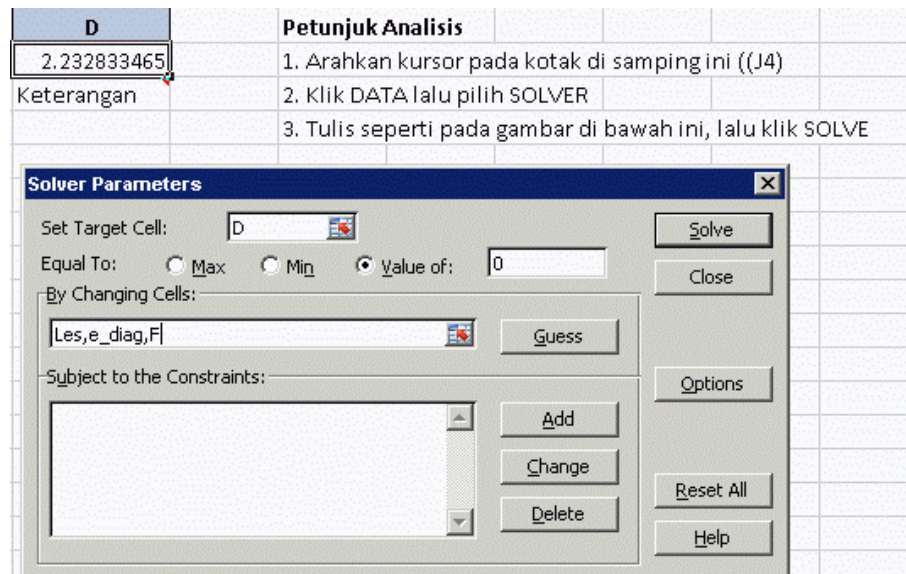 D Petunjuk Analisis
2.232833465 1. Arahkan kursor pada kotak di samping ini ((J4)
Keterangan 2. Klik DATA lalu pilih SOLVER
3. Tulis seperti pada gambar di bawah ini, lalu klik SOLVE
Solver Parameters
Set Target Cell: D Solve
Equal To: Max Min Value of: 0 Close
By Changing Cells:
Les,e_diag,F Guess
Subject to the Constraints: Options
Add
Change
Reset All
Delete
Help